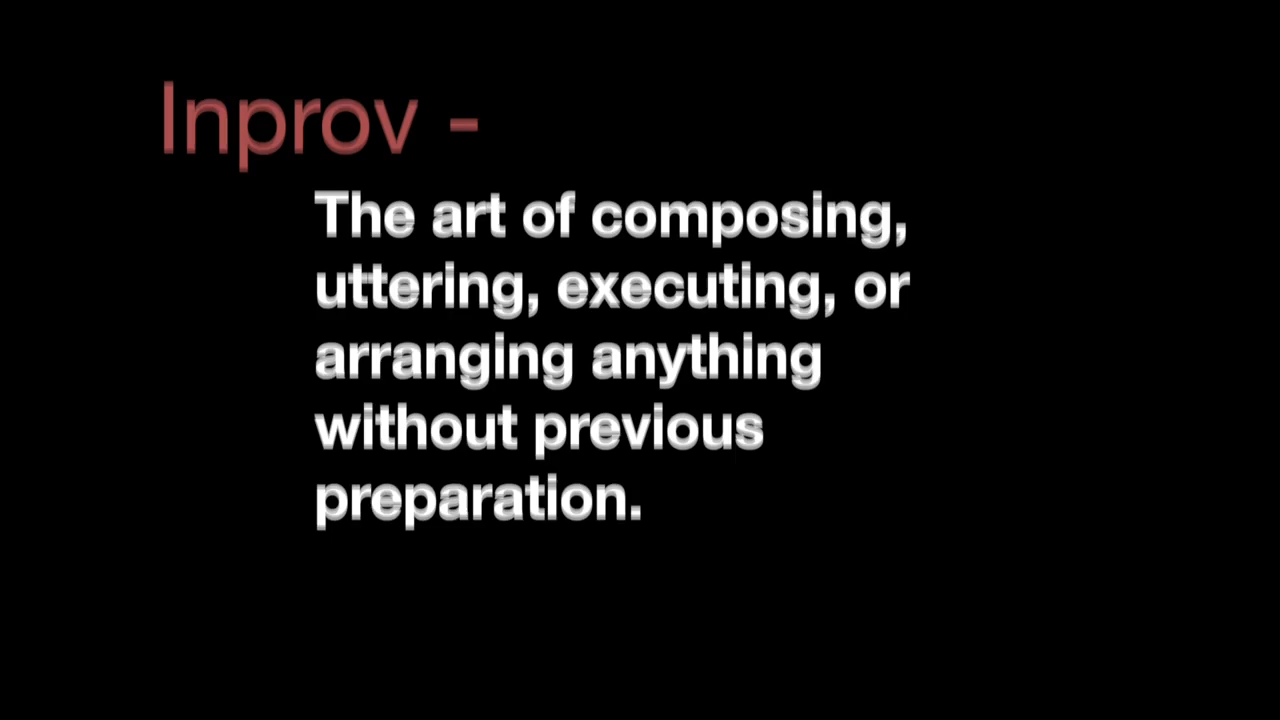 Inprov -
The art of composing,
uttering, executing, or
arranging anything
without previous
preparation.